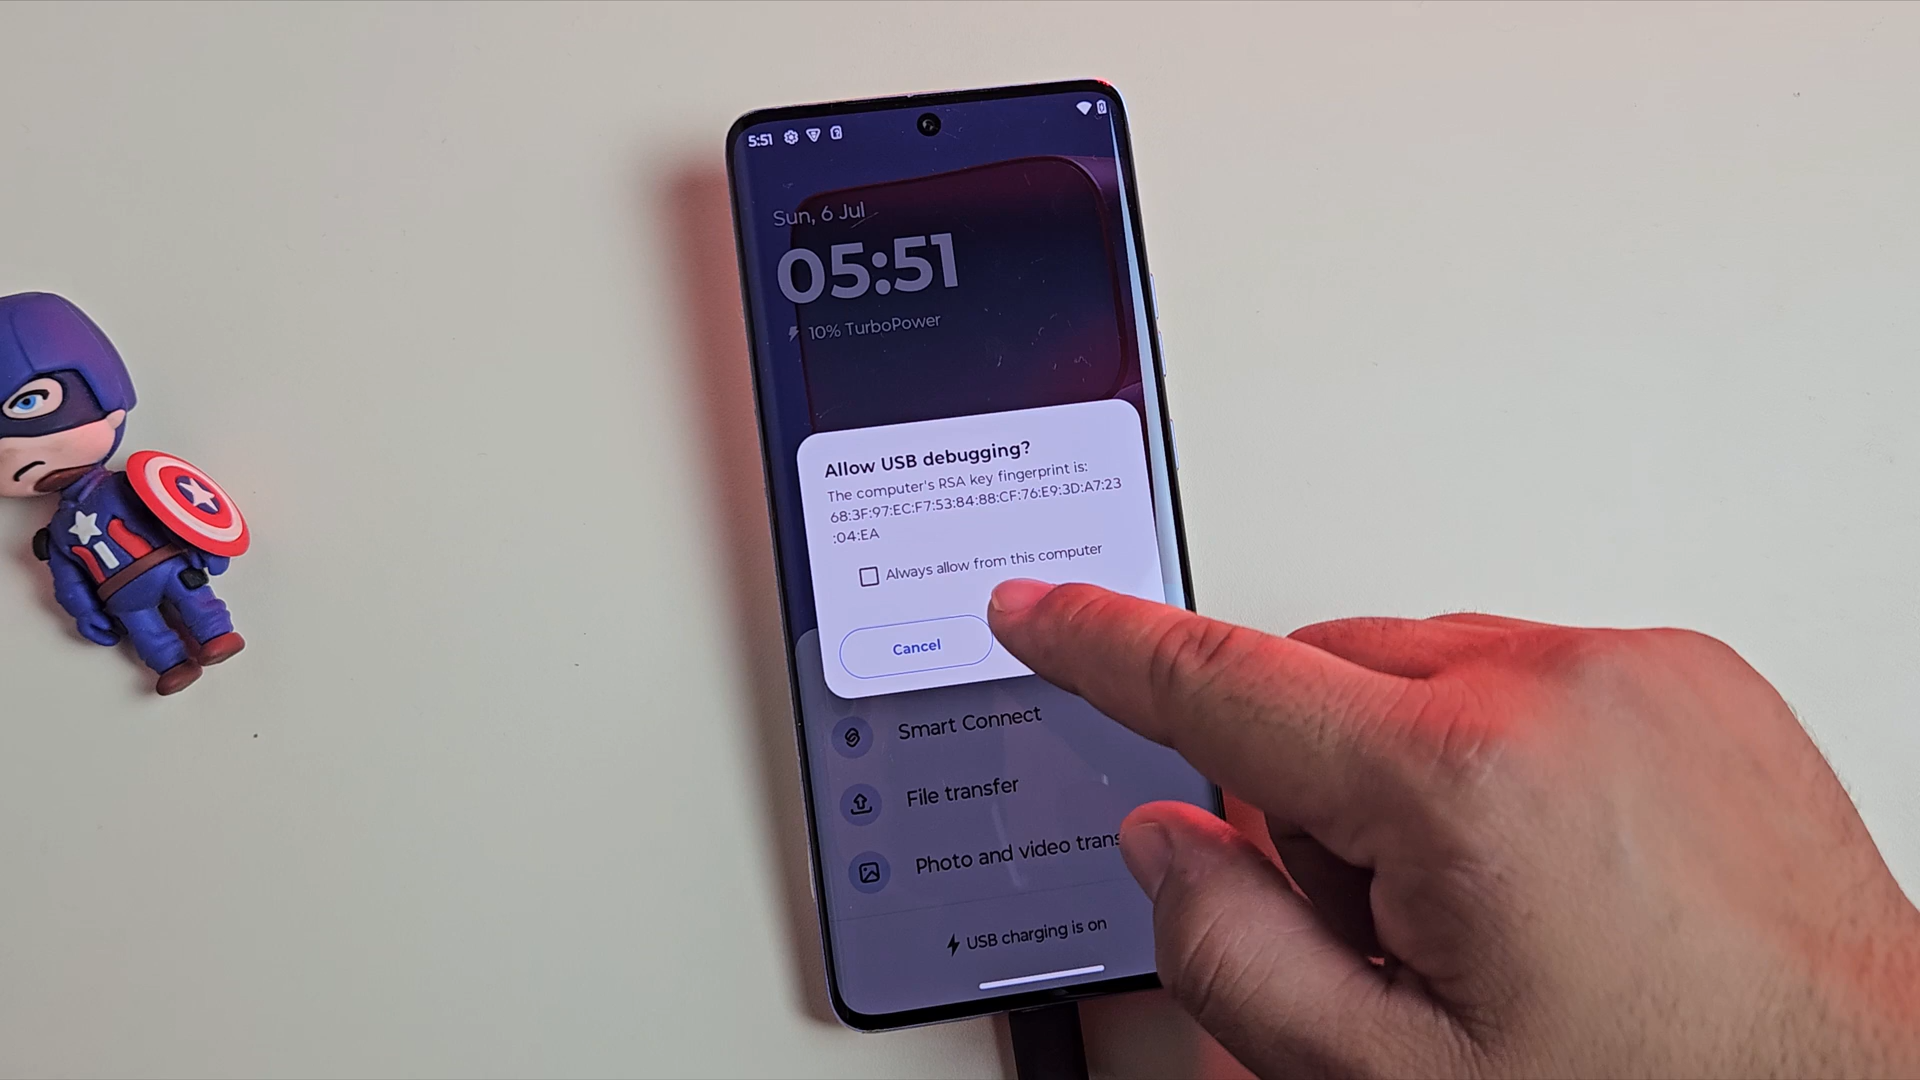 5:51
Sun, 6 Jul
05:51
10% TurboPower
Allow USB debugging?
The computer's RSA key fingerprint is:
68:3F:97:EC:F7:53:84:88:CF:76:E9:3D:A7:23
:04:EA
Always allow from this computer
Cancel
Smart Connect
File transfer
Photo and video trans
USB charging is on